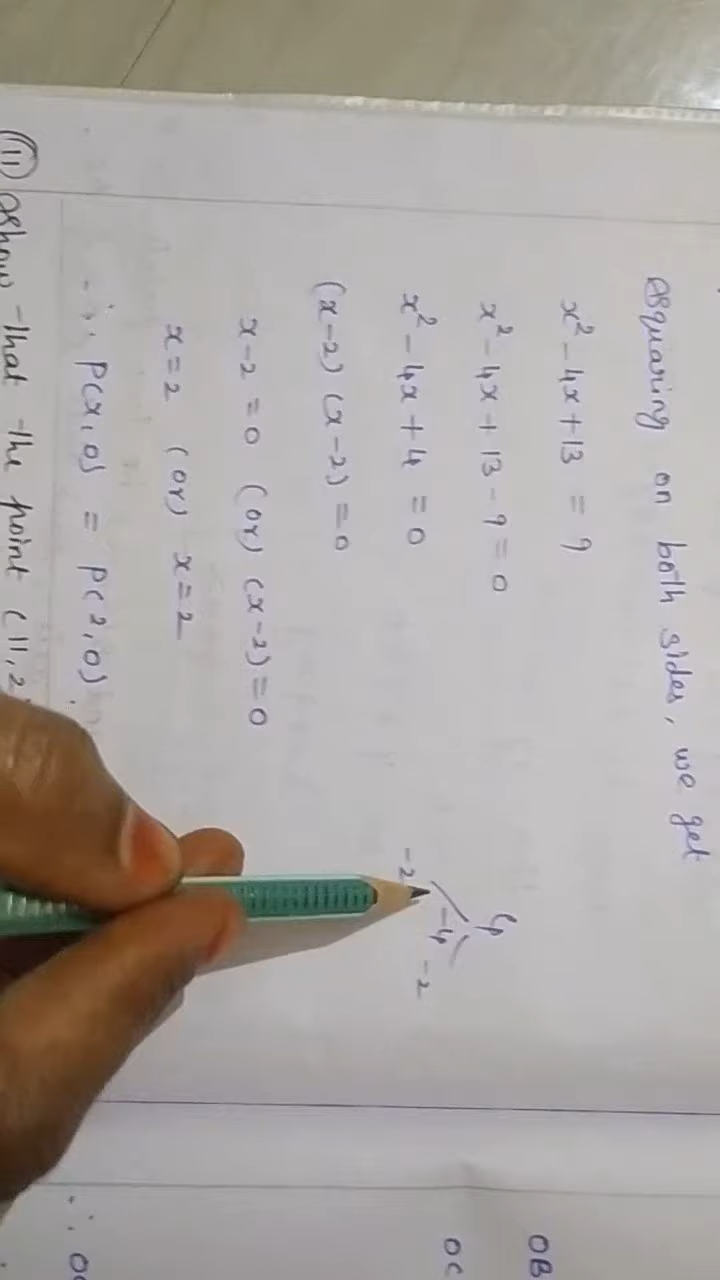 Squaring on both sides, we get
x² - 4x + 13 = 9
x² - 4x + 13 - 9 = 0
x² - 4x + 4 = 0
(x-2) (x-2) = 0
x-2 = 0 (or) (x-2) = 0
x = 2 (or) x = 2
∴ P(x, 0) = P(2, 0).
(11) Show that the point (11, 2)
4
-4
-2 -2
OB
OC
∴